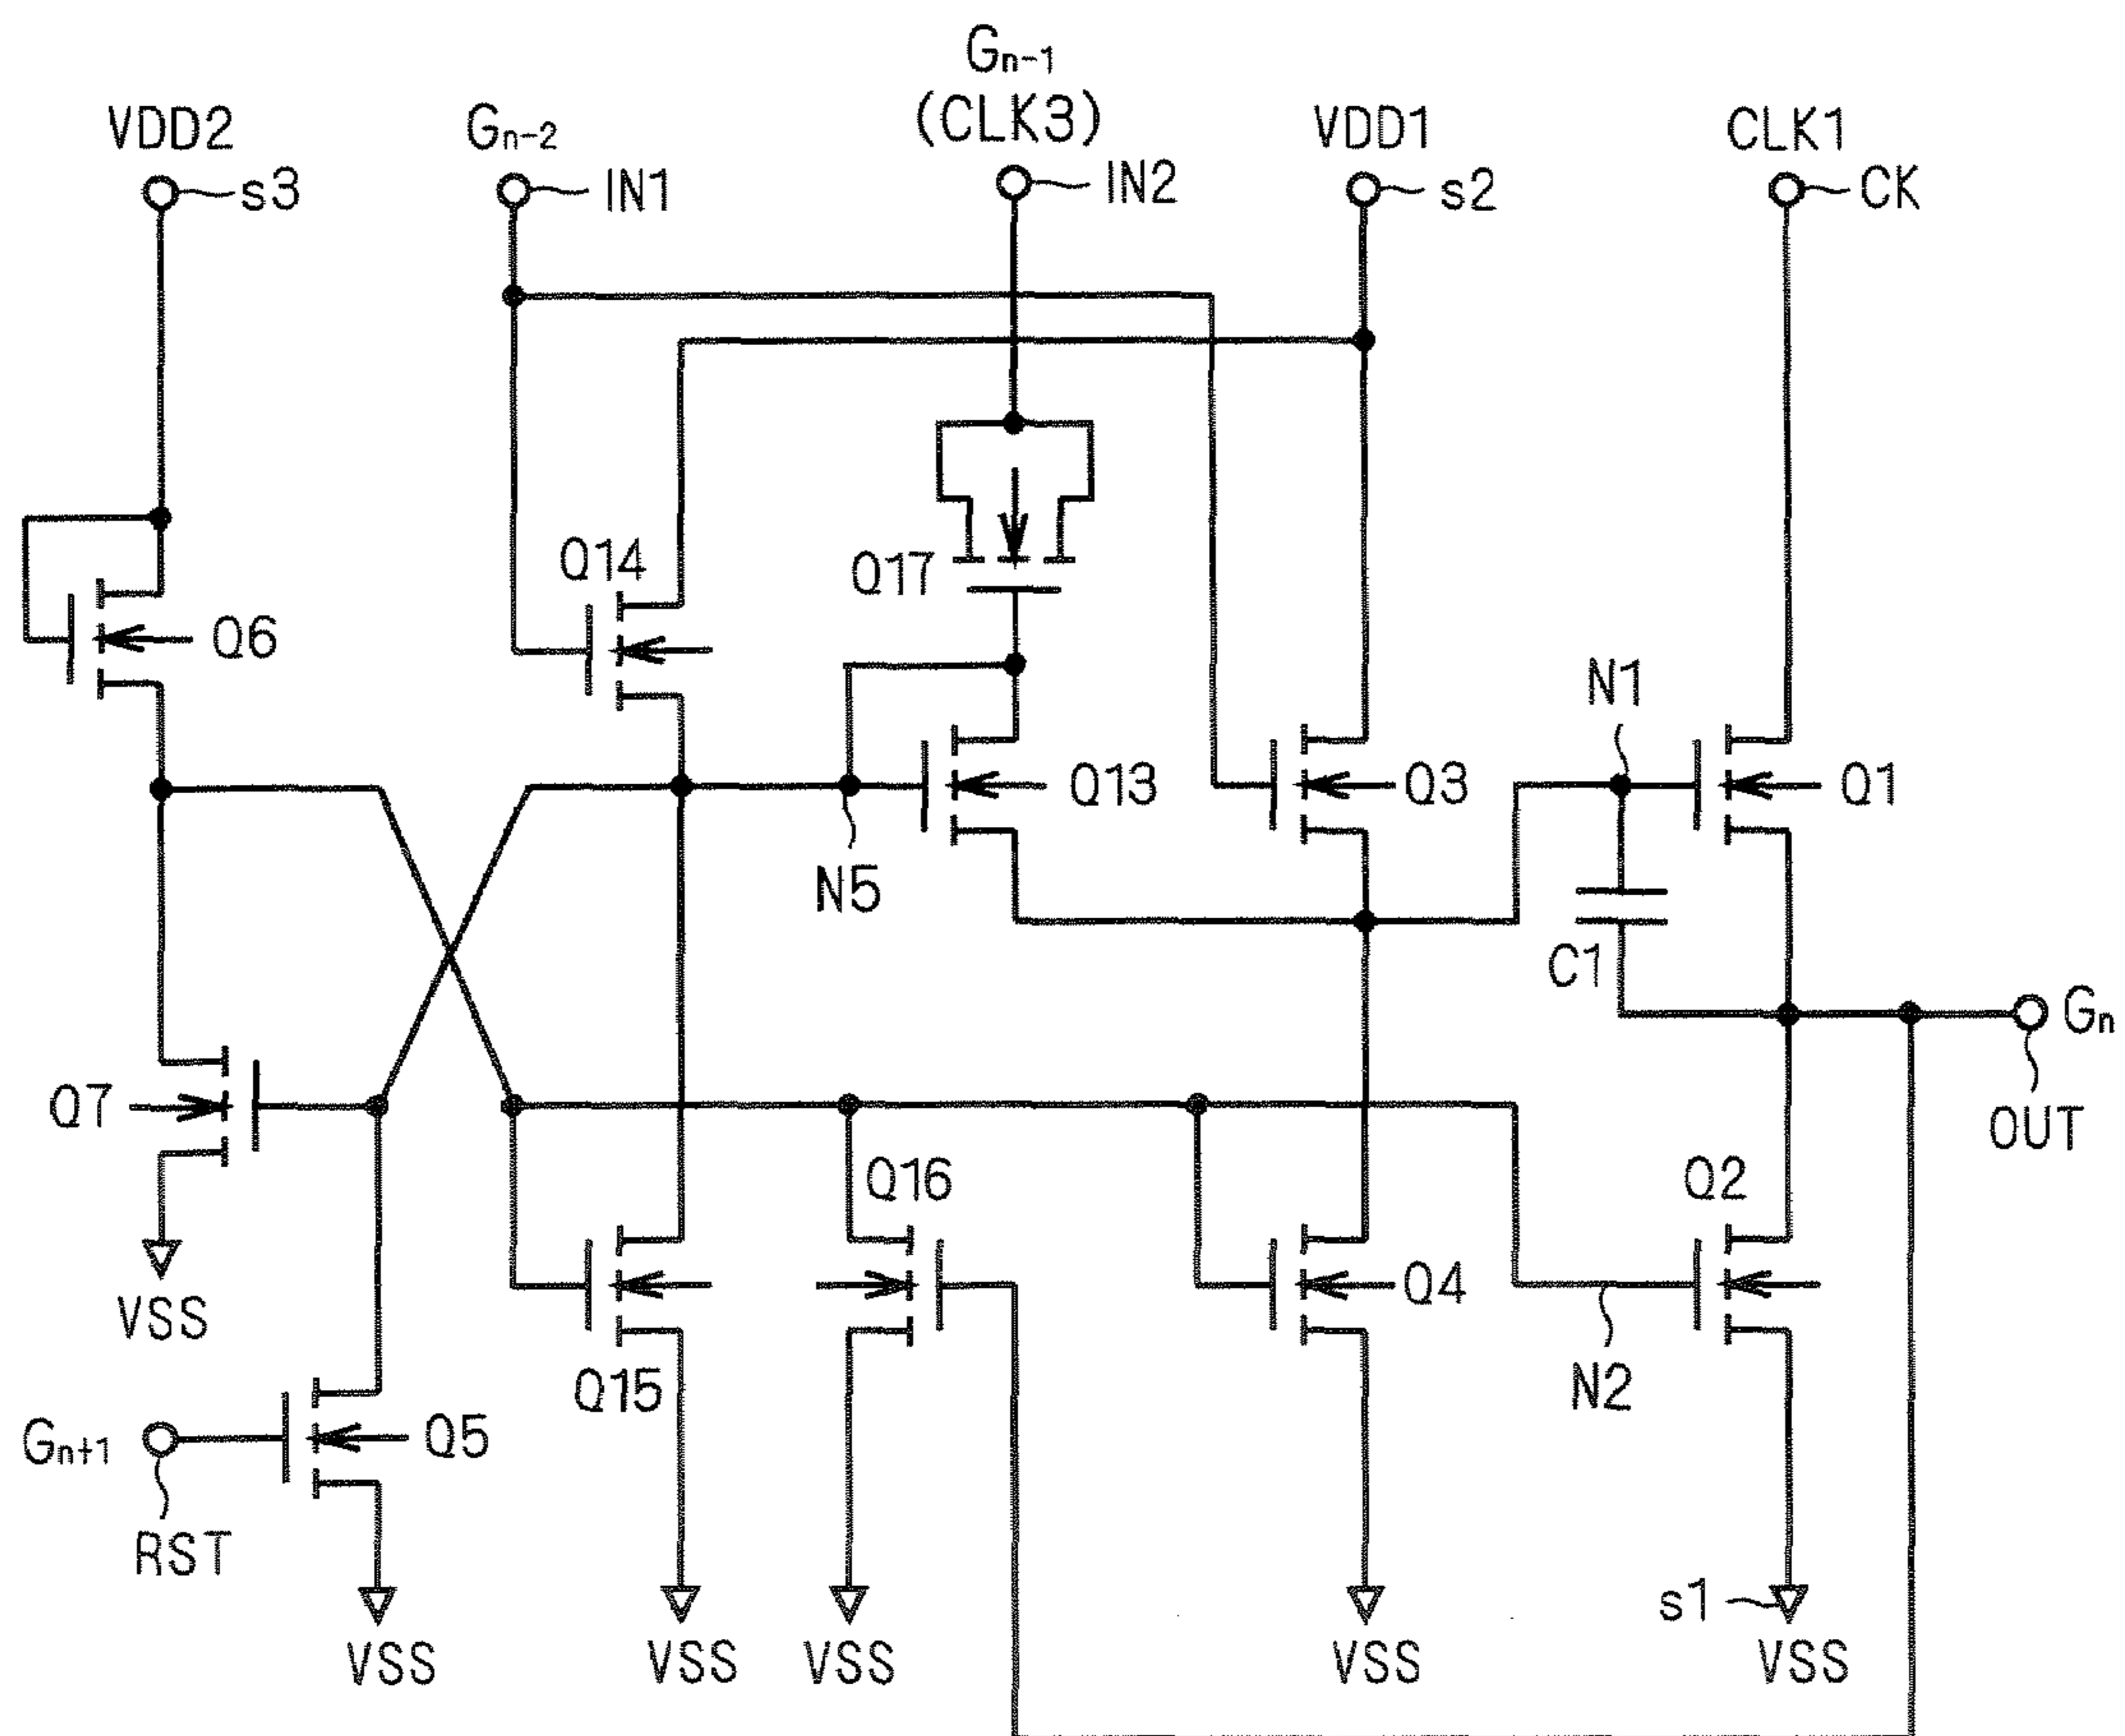 Gn-1
VDD2
Gn-2
(CLK3)
VDD1
CLK1
s3
IN1
IN2
s2
CK
Q14
Q17
Q6
N1
Q13
Q3
Q1
N5
C1
Gn
Q7
OUT
Q16
Q2
VSS
Q4
Q15
N2
Gn+1
Q5
RST
s1
VSS
VSS
VSS
VSS
VSS